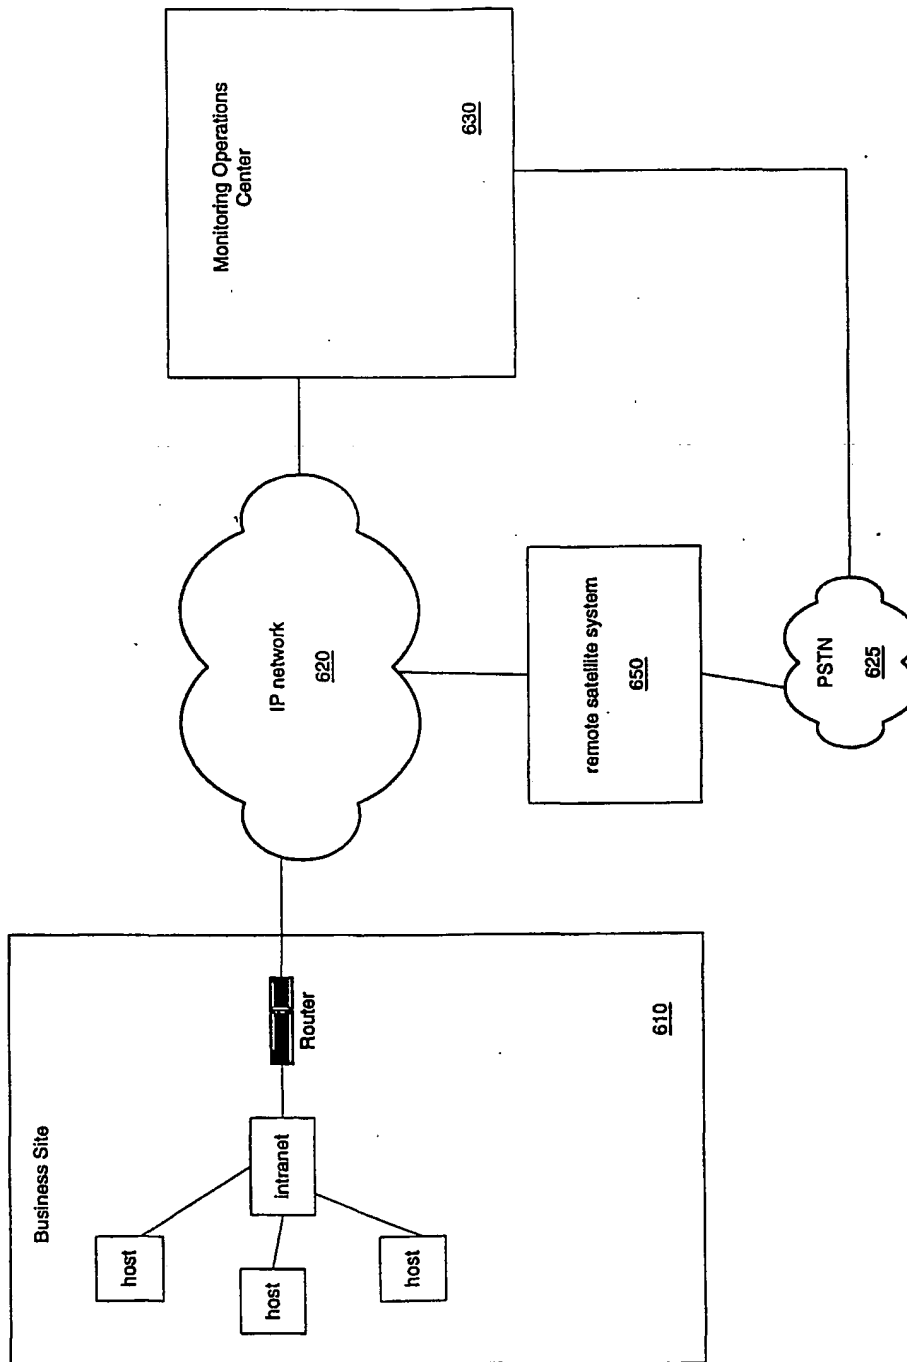 Business Site
host
host
host
intranet
Router
610
IP network
620
remote satellite system
650
PSTN
625
Monitoring Operations
Center
630